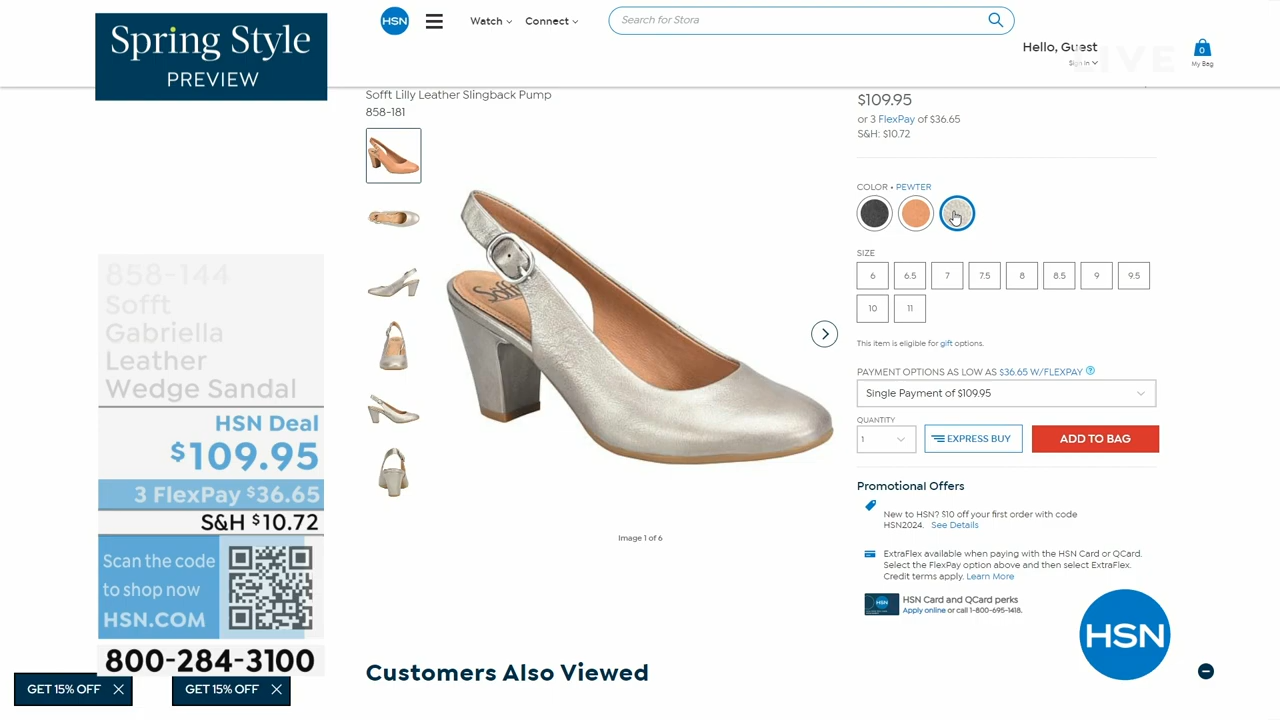 Spring Style
PREVIEW
HSN
Watch
Connect
Search for Stora
Hello, Guest
Sign In
LIVE
0
My Bag
Sofft Lilly Leather Slingback Pump
858-181
$109.95
or 3 FlexPay of $36.65
S&H: $10.72
COLOR • PEWTER
SIZE
6 6.5 7 7.5 8 8.5 9 9.5
10 11
This item is eligible for gift options.
PAYMENT OPTIONS AS LOW AS $36.65 W/FLEXPAY ?
Single Payment of $109.95
QUANTITY
1
EXPRESS BUY
ADD TO BAG
Promotional Offers
New to HSN? $10 off your first order with code
HSN2024. See Details
ExtraFlex available when paying with the HSN Card or QCard.
Select the FlexPay option above and then select ExtraFlex.
Credit terms apply. Learn More
HSN
HSN Card and QCard perks
Apply online or call 1-800-695-1418.
Söfft
Image 1 of 6
858-144
Sofft
Gabriella
Leather
Wedge Sandal
HSN Deal
$109.95
3 FlexPay $36.65
S&H $10.72
Scan the code
to shop now
HSN.COM
800-284-3100
GET 15% OFF
GET 15% OFF
Customers Also Viewed
HSN